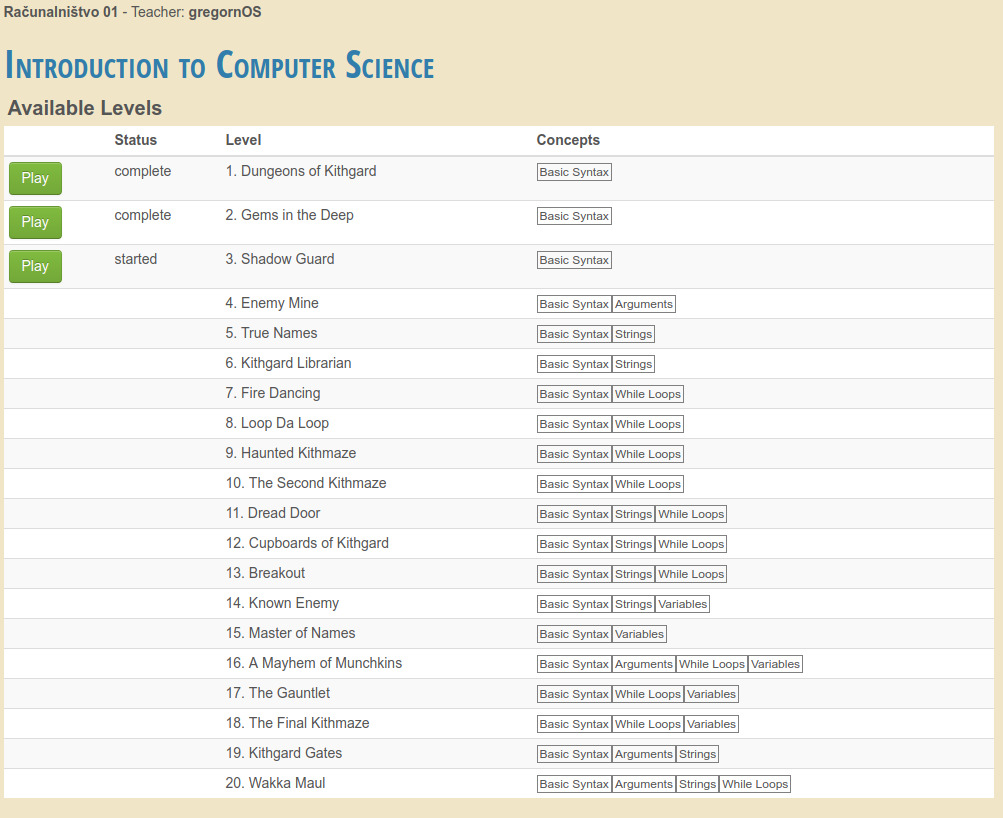 Računalništvo 01 - Teacher: gregornOS
Introduction to Computer Science
Available Levels
Status Level Concepts
Play complete 1. Dungeons of Kithgard Basic Syntax
Play complete 2. Gems in the Deep Basic Syntax
Play started 3. Shadow Guard Basic Syntax
4. Enemy Mine Basic Syntax Arguments
5. True Names Basic Syntax Strings
6. Kithgard Librarian Basic Syntax Strings
7. Fire Dancing Basic Syntax While Loops
8. Loop Da Loop Basic Syntax While Loops
9. Haunted Kithmaze Basic Syntax While Loops
10. The Second Kithmaze Basic Syntax While Loops
11. Dread Door Basic Syntax Strings While Loops
12. Cupboards of Kithgard Basic Syntax Strings While Loops
13. Breakout Basic Syntax Strings While Loops
14. Known Enemy Basic Syntax Strings Variables
15. Master of Names Basic Syntax Variables
16. A Mayhem of Munchkins Basic Syntax Arguments While Loops Variables
17. The Gauntlet Basic Syntax While Loops Variables
18. The Final Kithmaze Basic Syntax While Loops Variables
19. Kithgard Gates Basic Syntax Arguments Strings
20. Wakka Maul Basic Syntax Arguments Strings While Loops